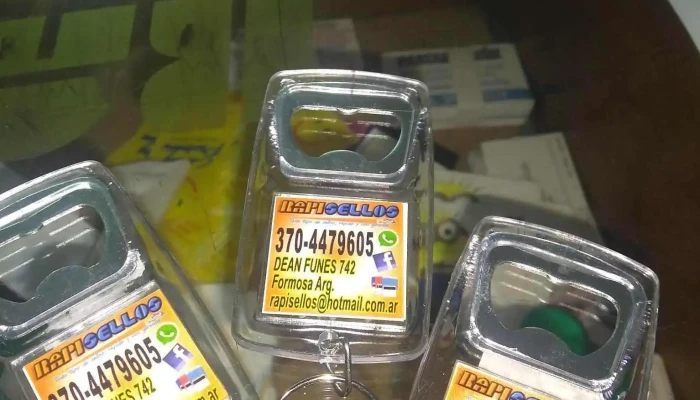 RAPISELLOS
370-4479605
DEAN FUNES 742
Formosa Arg.
rapisellos@hotmail.com.ar
RAPISELLOS
370-4479605
FUNES 742
RAPISELLOS